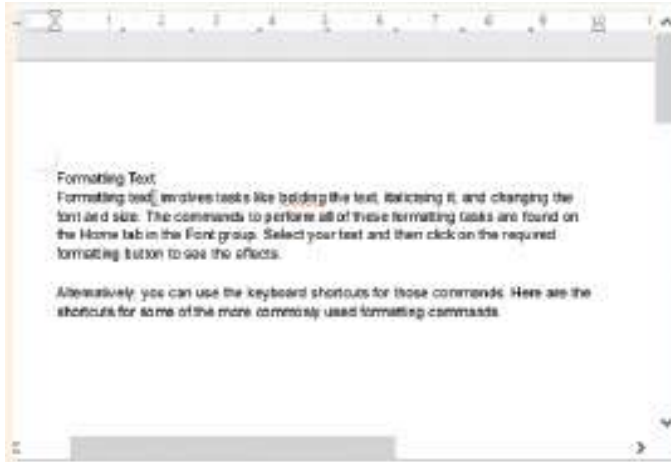 Formatting Text
Formatting text involves tasks like bolding the text, italicising it, and changing the
font and size. The commands to perform all of these formatting tasks are found on
the Home tab in the Font group. Select your text and then click on the required
formatting button to see the effects.
Alternatively, you can use the keyboard shortcuts for those commands. Here are the
shortcuts for some of the more commonly used formatting commands